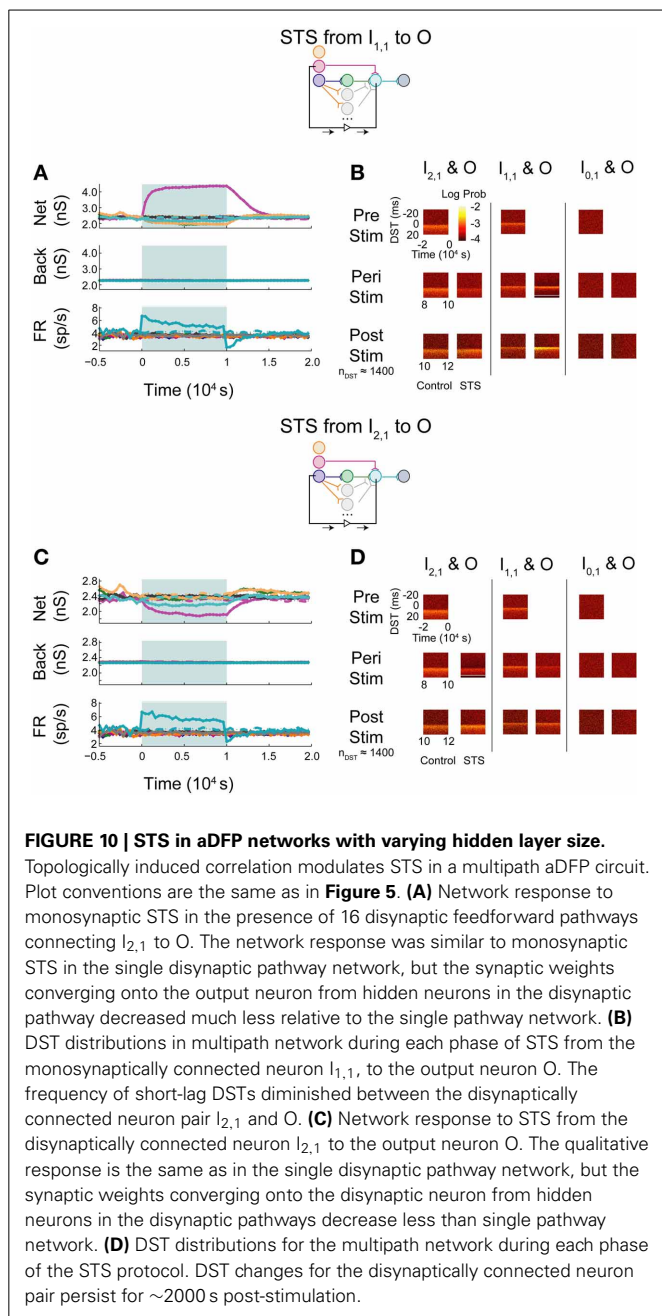 STS from I1,1 to O
...
A
Net
(nS)
4.0
3.0
2.0
Back
(nS)
4.0
3.0
2.0
FR
(sp/s)
8
6
4
2
−0.5 0 0.5 1.0 1.5 2.0
Time (10⁴ s)
B
I2,1 & O I1,1 & O I0,1 & O
Pre
Stim
DST (ms)
-20
0
20
-2 0
Time (10⁴ s)
Log Prob
−2
−3
−4
Peri
Stim
8 10
Post
Stim
10 12
nDST ≈ 1400
Control STS
STS from I2,1 to O
...
C
Net
(nS)
2.8
2.4
2.0
Back
(nS)
2.8
2.4
2.0
FR
(sp/s)
8
6
4
2
−0.5 0 0.5 1.0 1.5 2.0
Time (10⁴ s)
D
I2,1 & O I1,1 & O I0,1 & O
Pre
Stim
DST (ms)
-20
0
20
-2 0
Time (10⁴ s)
Peri
Stim
8 10
Post
Stim
10 12
nDST ≈ 1400
Control STS
FIGURE 10 | STS in aDFP networks with varying hidden layer size.
Topologically induced correlation modulates STS in a multipath aDFP circuit.
Plot conventions are the same as in Figure 5. (A) Network response to
monosynaptic STS in the presence of 16 disynaptic feedforward pathways
connecting I2,1 to O. The network response was similar to monosynaptic
STS in the single disynaptic pathway network, but the synaptic weights
converging onto the output neuron from hidden neurons in the disynaptic
pathway decreased much less relative to the single pathway network. (B)
DST distributions in multipath network during each phase of STS from the
monosynaptically connected neuron I1,1, to the output neuron O. The
frequency of short-lag DSTs diminished between the disynaptically
connected neuron pair I2,1 and O. (C) Network response to STS from the
disynaptically connected neuron I2,1 to the output neuron O. The qualitative
response is the same as in the single disynaptic pathway network, but the
synaptic weights converging onto the disynaptic neuron from hidden
neurons in the disynaptic pathways decrease less than single pathway
network. (D) DST distributions for the multipath network during each phase
of the STS protocol. DST changes for the disynaptically connected neuron
pair persist for ~2000 s post-stimulation.